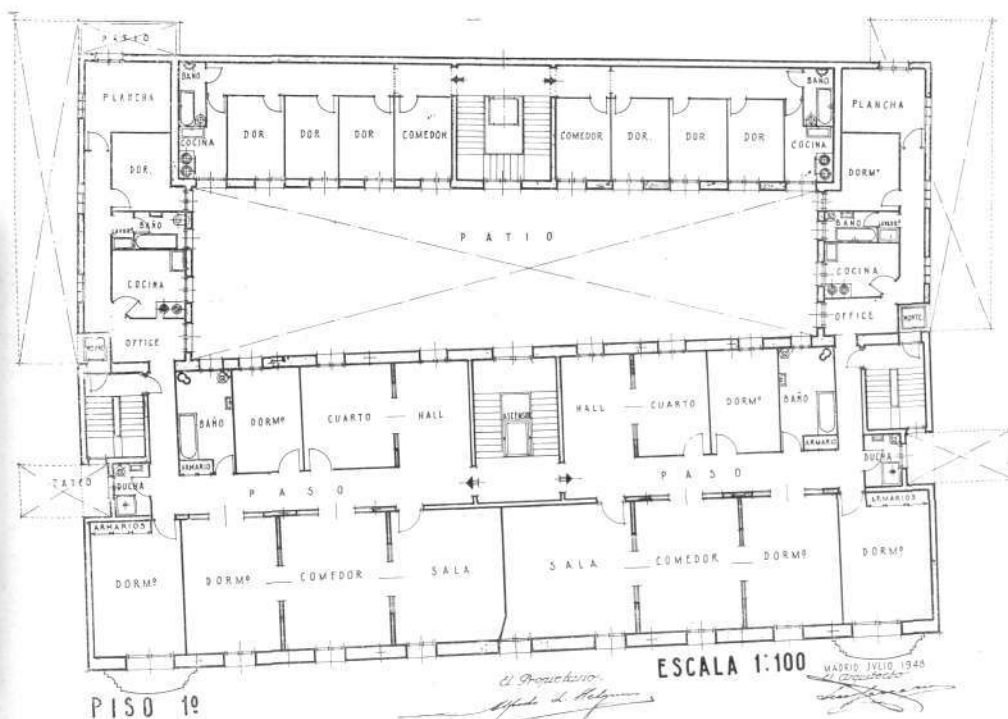 PATIO
BAÑO
BAÑO
PLANCHA
PLANCHA
DOR.
DOR
DOR
COMEDOR
COMEDOR
DOR.
DOR
DOR
COCINA
COCINA
DOR.
DORMº
BAÑO
BAÑO
PATIO
COCINA
COCINA
OFFICE
OFFICE
MONTE.
ASCENSOR
BAÑO
DORMº
CUARTO
HALL
HALL
CUARTO
DORMº
BAÑO
ARMARIO
ARMARIO
PATIO
DUCHA
PASO
PASO
DUCHA
ARMARIOS
ARMARIOS
DORMº
DORMº
COMEDOR
SALA
SALA
COMEDOR
DORMº
DORMº
PISO 1º
El Propietario.
ESCALA 1:100
MADRID JULIO 1948
El Arquitecto